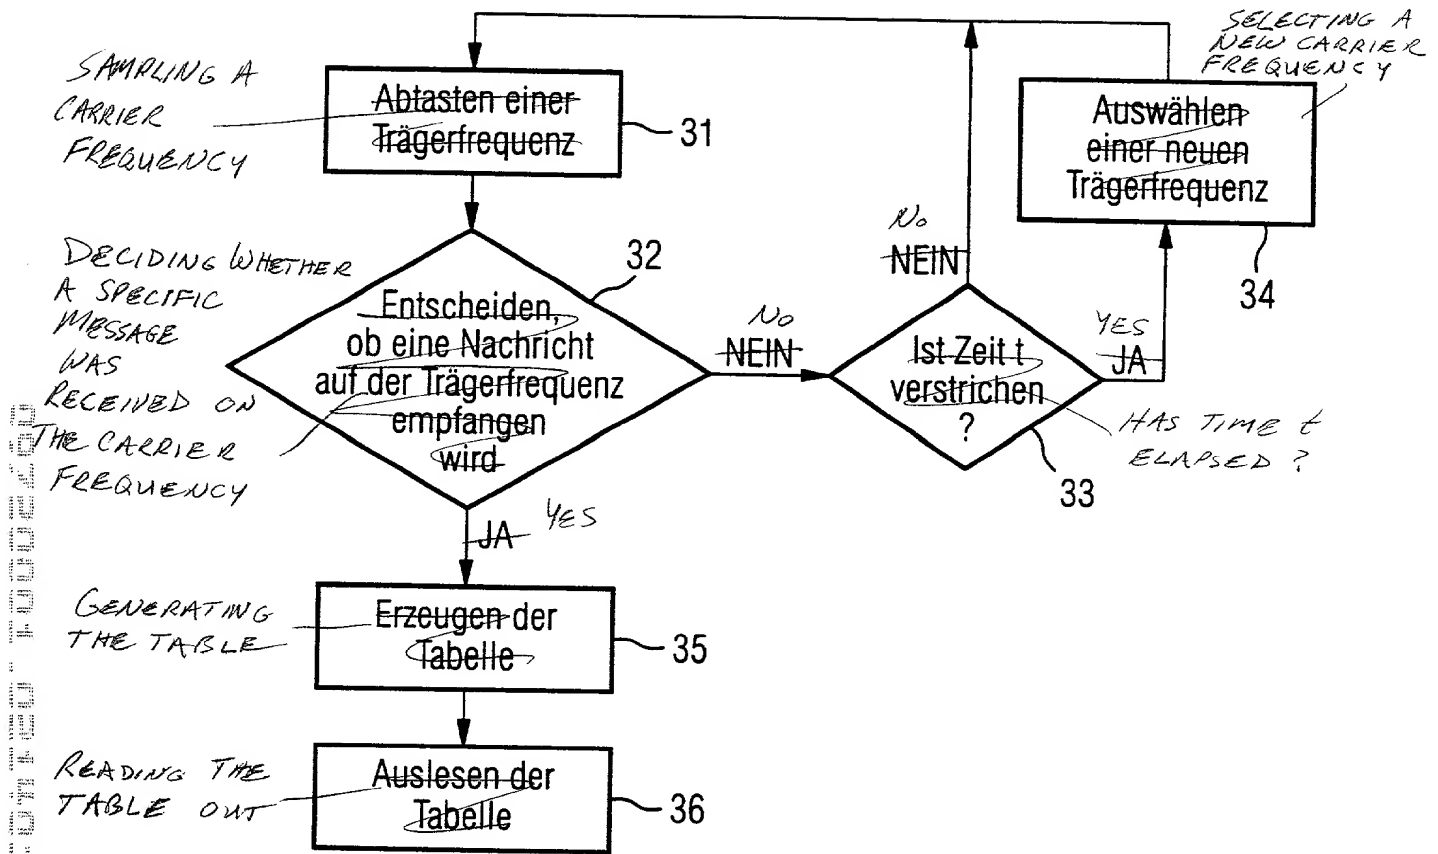 SAMPLING A
CARRIER
FREQUENCY
Abtasten einer
Trägerfrequenz
31
SELECTING A
NEW CARRIER
FREQUENCY
Auswählen
einer neuen
Trägerfrequenz
34
DECIDING WHETHER
A SPECIFIC
MESSAGE
WAS
RECEIVED ON
THE CARRIER
FREQUENCY
Entscheiden,
ob eine Nachricht
auf der Trägerfrequenz
empfangen
wird
32
No
NEIN
No
NEIN
Ist Zeit t
verstrichen
?
33
YES
JA
HAS TIME t
ELAPSED ?
JA
YES
GENERATING
THE TABLE
Erzeugen der
Tabelle
35
READING THE
TABLE OUT
Auslesen der
Tabelle
36